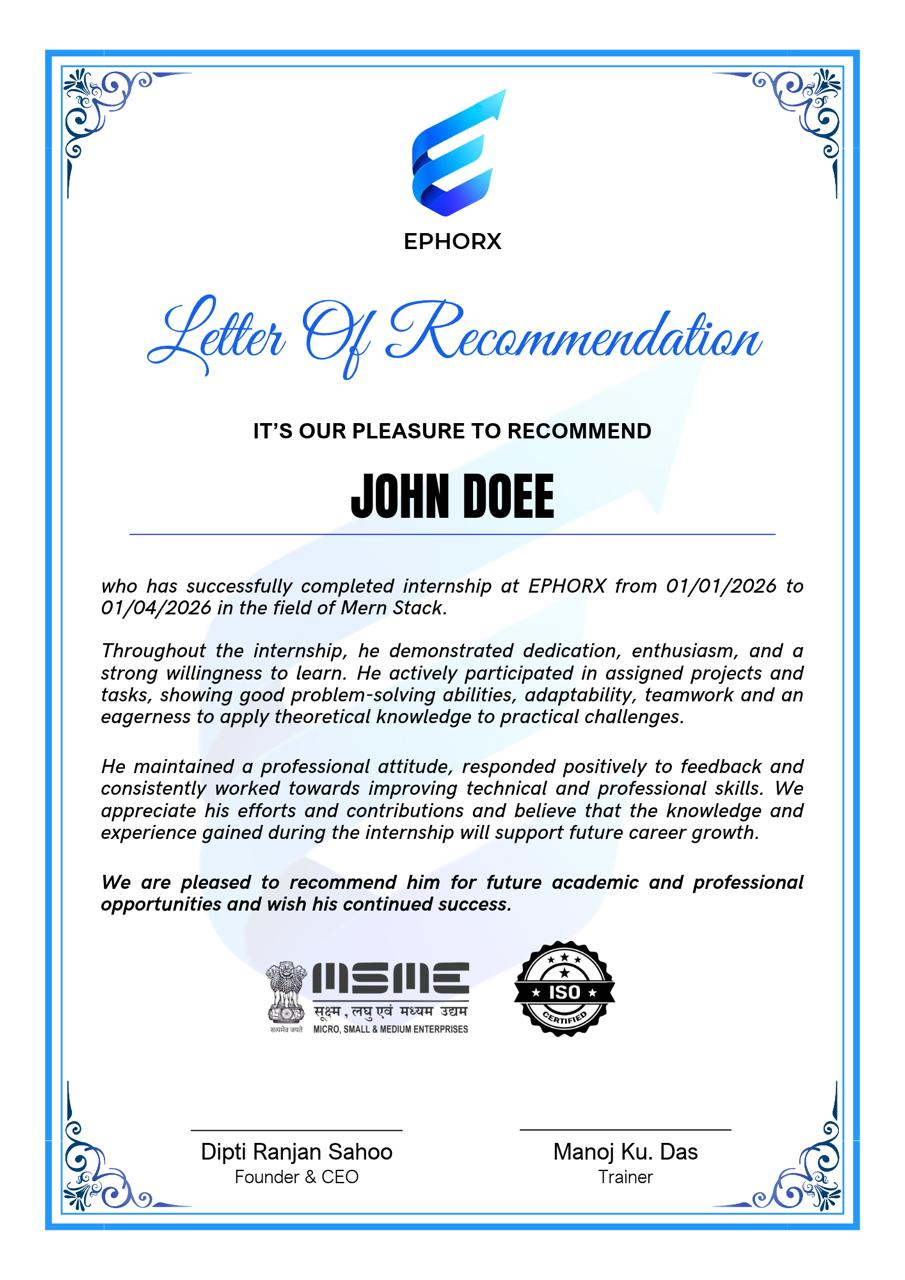 EPHORX
Letter Of Recommendation
IT’S OUR PLEASURE TO RECOMMEND
JOHN DOEE
who has successfully completed internship at EPHORX from 01/01/2026 to
01/04/2026 in the field of Mern Stack.
Throughout the internship, he demonstrated dedication, enthusiasm, and a
strong willingness to learn. He actively participated in assigned projects and
tasks, showing good problem-solving abilities, adaptability, teamwork and an
eagerness to apply theoretical knowledge to practical challenges.
He maintained a professional attitude, responded positively to feedback and
consistently worked towards improving technical and professional skills. We
appreciate his efforts and contributions and believe that the knowledge and
experience gained during the internship will support future career growth.
We are pleased to recommend him for future academic and professional
opportunities and wish his continued success.
MSME
सूक्ष्म, लघु एवं मध्यम उद्यम
सत्यमेव जयते
MICRO, SMALL & MEDIUM ENTERPRISES
ISO
CERTIFIED
Dipti Ranjan Sahoo
Founder & CEO
Manoj Ku. Das
Trainer